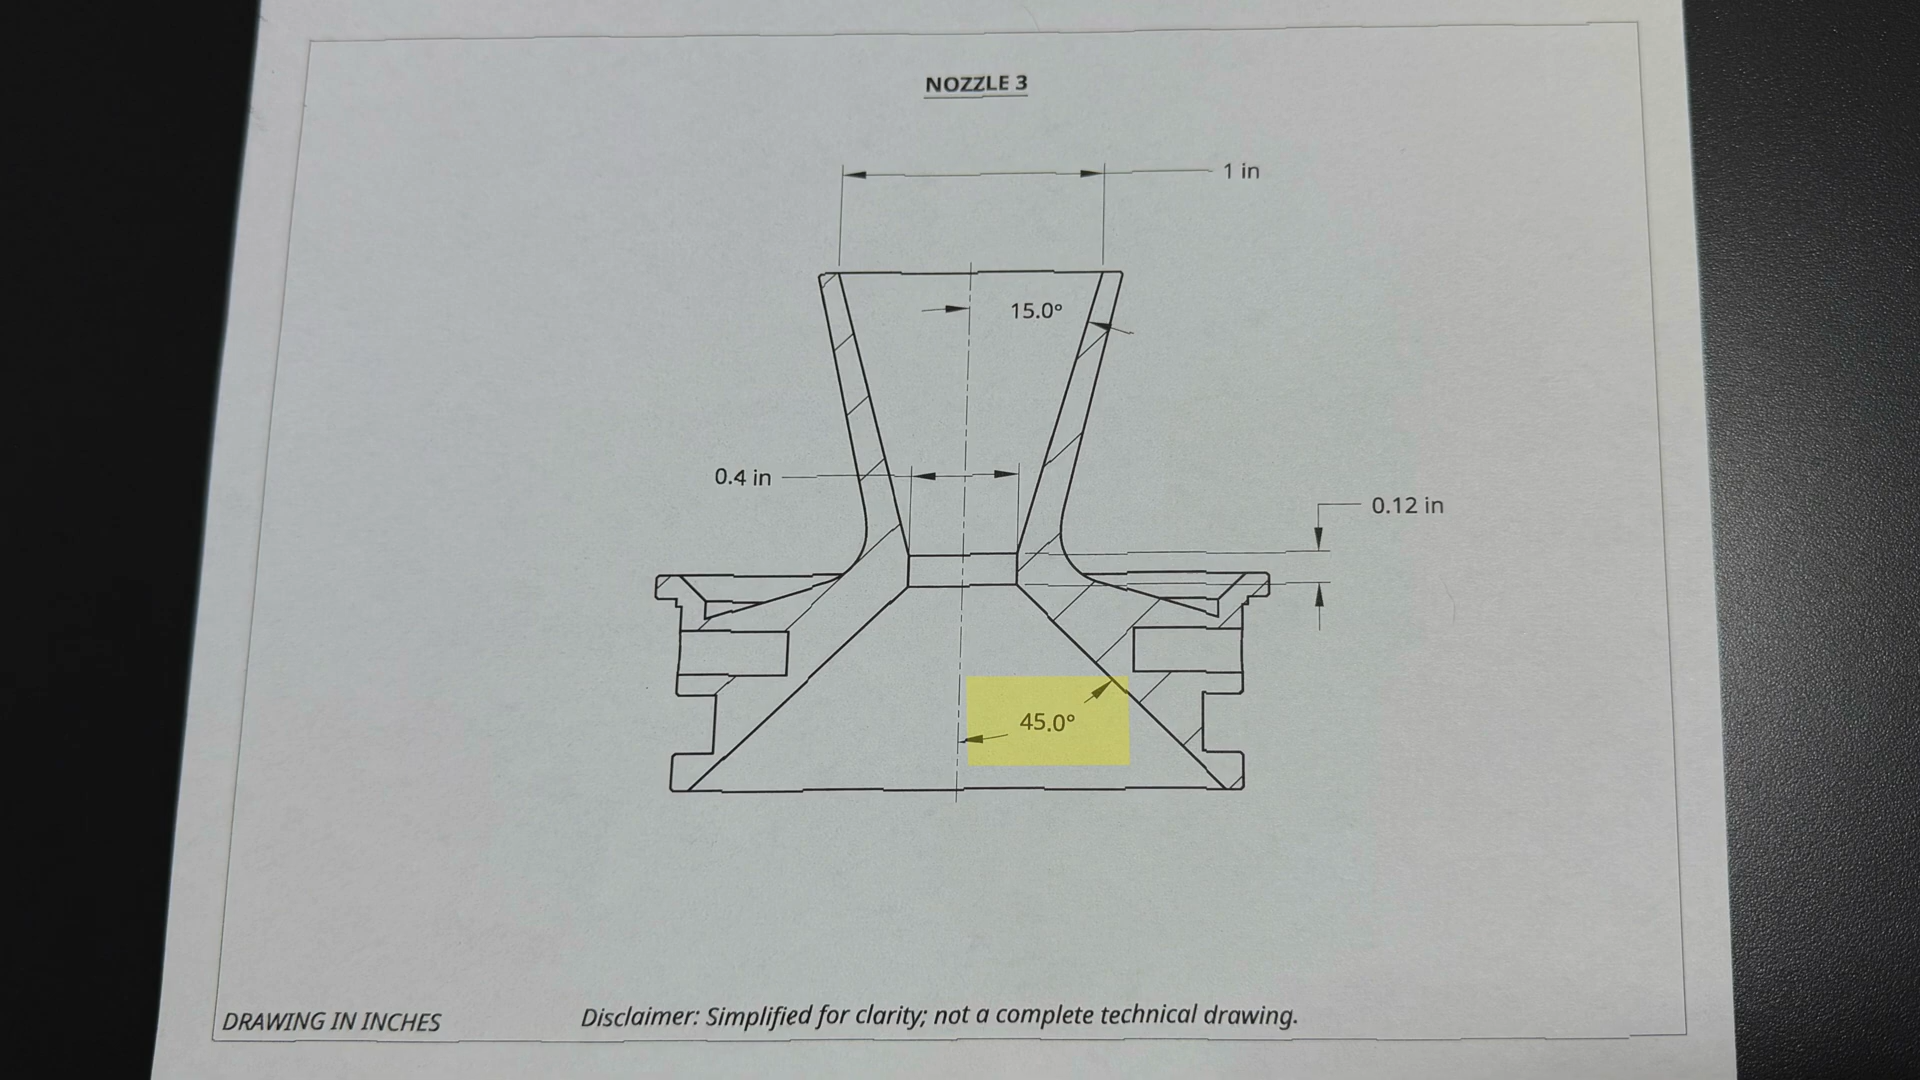 NOZZLE 3
1 in
15.0°
0.4 in
0.12 in
45.0°
DRAWING IN INCHES
Disclaimer: Simplified for clarity; not a complete technical drawing.